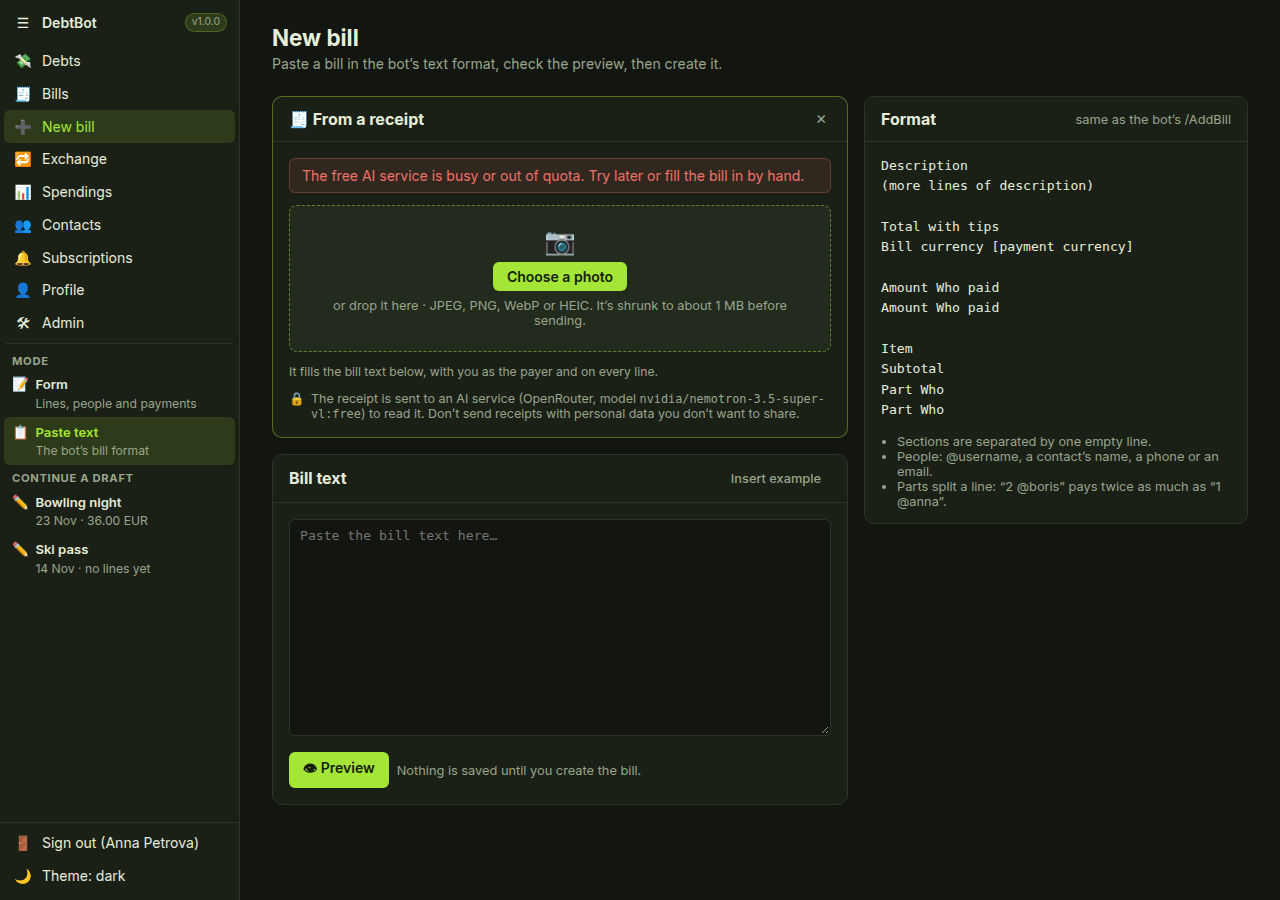 DebtBot
v1.0.0
Debts
Bills
New bill
Exchange
Spendings
Contacts
Subscriptions
Profile
Admin
MODE
Form
Lines, people and payments
Paste text
The bot's bill format
CONTINUE A DRAFT
Bowling night
23 Nov · 36.00 EUR
Ski pass
14 Nov · no lines yet
Sign out (Anna Petrova)
Theme: dark
New bill
Paste a bill in the bot's text format, check the preview, then create it.
From a receipt
×
The free AI service is busy or out of quota. Try later or fill the bill in by hand.
Choose a photo
or drop it here · JPEG, PNG, WebP or HEIC. It's shrunk to about 1 MB before
sending.
It fills the bill text below, with you as the payer and on every line.
The receipt is sent to an AI service (OpenRouter, model nvidia/nemotron-3.5-super-
vl:free) to read it. Don't send receipts with personal data you don't want to share.
Bill text
Insert example
Paste the bill text here…
Preview
Nothing is saved until you create the bill.
Format
same as the bot's /AddBill
Description
(more lines of description)
Total with tips
Bill currency [payment currency]
Amount Who paid
Amount Who paid
Item
Subtotal
Part Who
Part Who
• Sections are separated by one empty line.
• People: @username, a contact's name, a phone or an
email.
• Parts split a line: “2 @boris” pays twice as much as “1
@anna”.